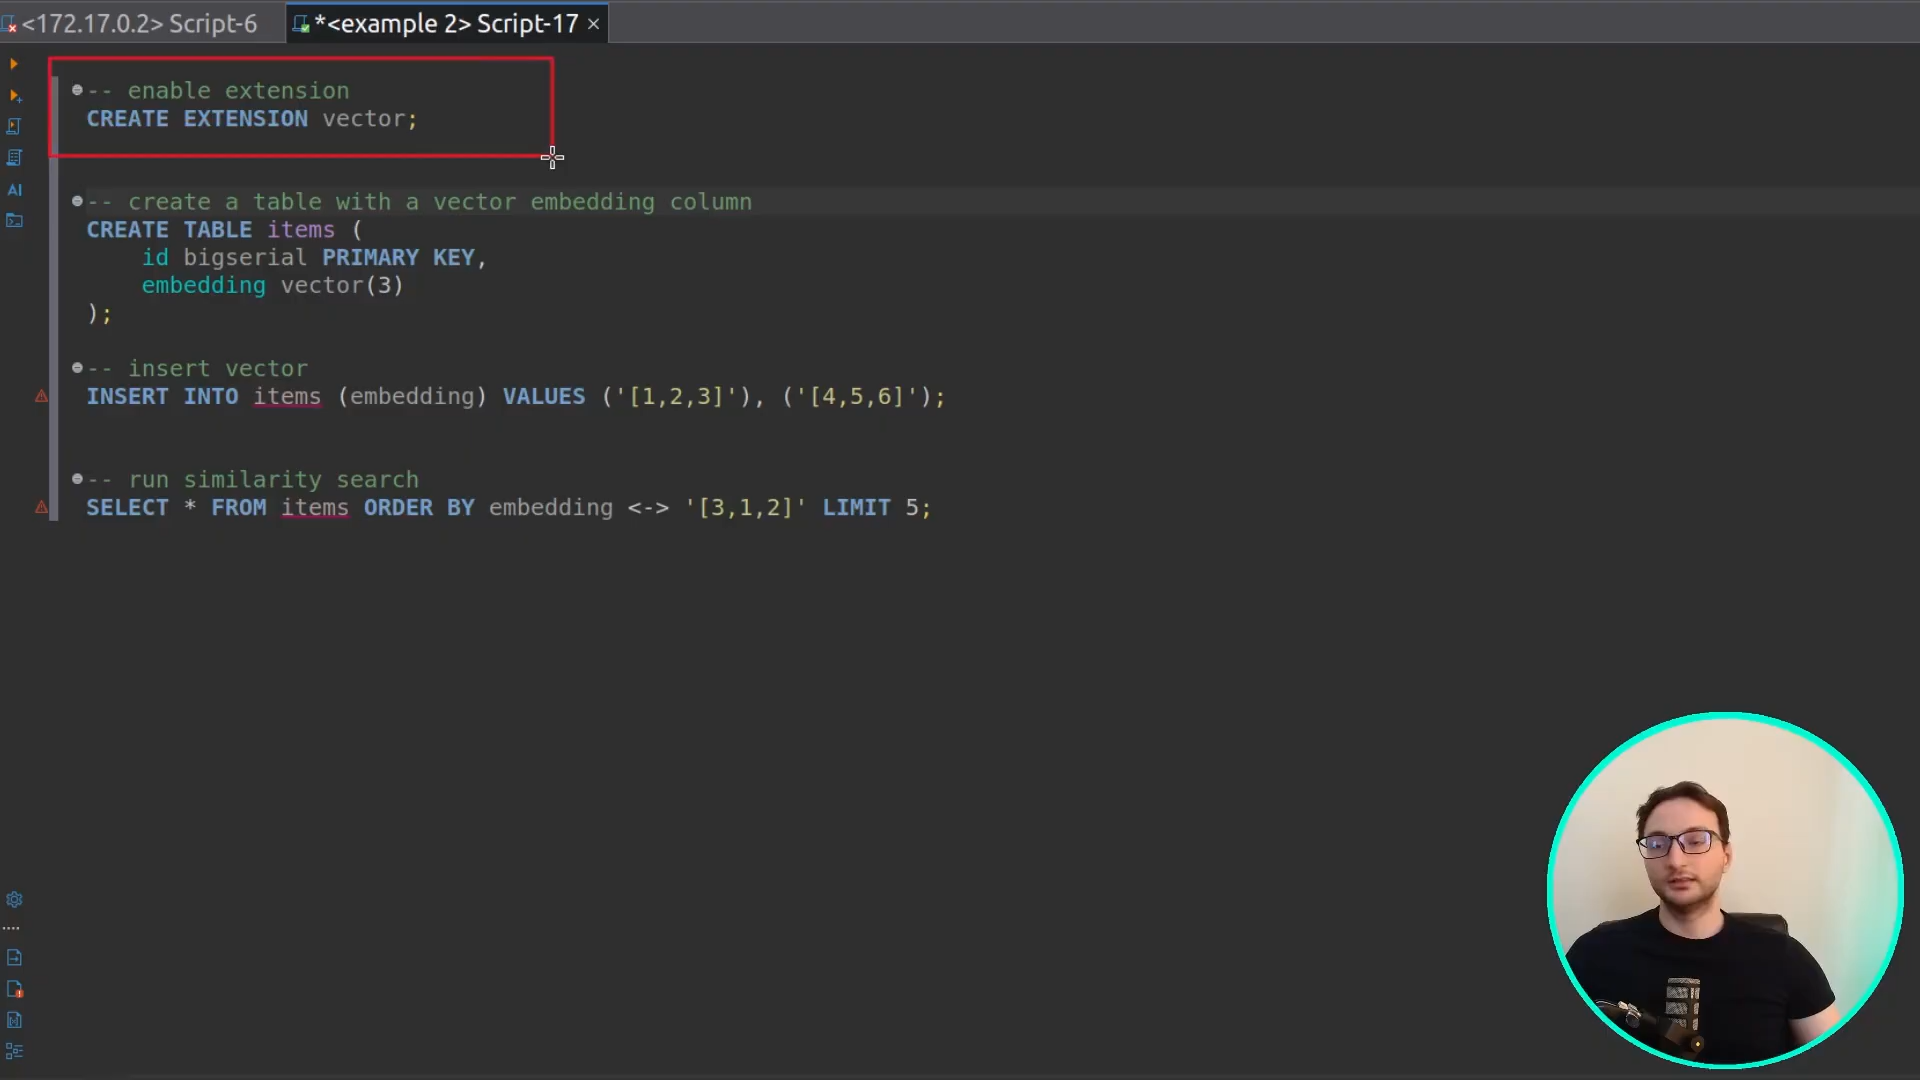 <172.17.0.2> Script-6
*<example 2> Script-17
-- enable extension
CREATE EXTENSION vector;
-- create a table with a vector embedding column
CREATE TABLE items (
id bigserial PRIMARY KEY,
embedding vector(3)
);
-- insert vector
INSERT INTO items (embedding) VALUES ('[1,2,3]'), ('[4,5,6]');
-- run similarity search
SELECT * FROM items ORDER BY embedding <-> '[3,1,2]' LIMIT 5;
AI